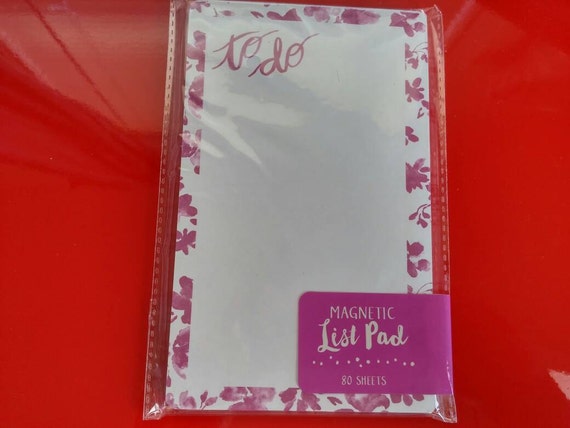 to do
MAGNETIC
List Pad
80 SHEETS